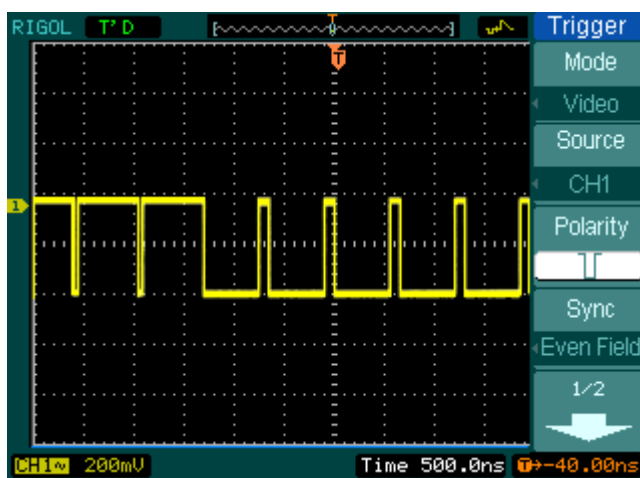 RIGOL T'D
T
T
1
Trigger
Mode
Video
Source
CH1
Polarity
Sync
Even Field
1/2
CH1~ 200mV Time 500.0ns T→-40.00ns